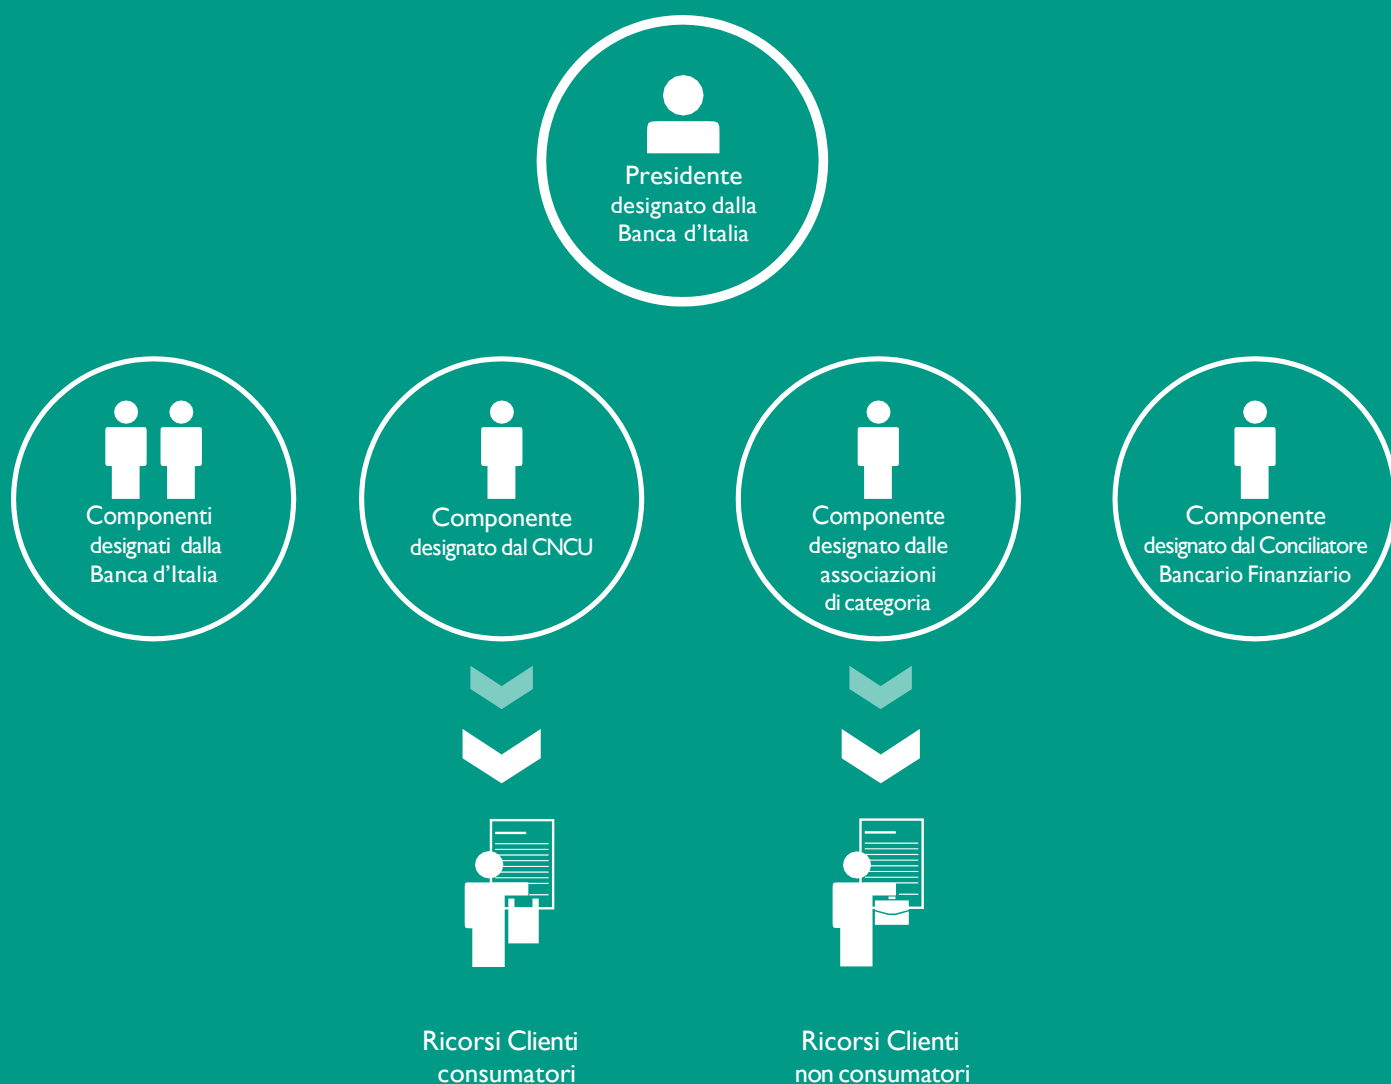 Presidente
designato dalla
Banca d’Italia
Componenti
designati dalla
Banca d’Italia
Componente
designato dal CNCU
Componente
designato dalle
associazioni
di categoria
Componente
designato dal Conciliatore
Bancario Finanziario
Ricorsi Clienti
consumatori
Ricorsi Clienti
non consumatori